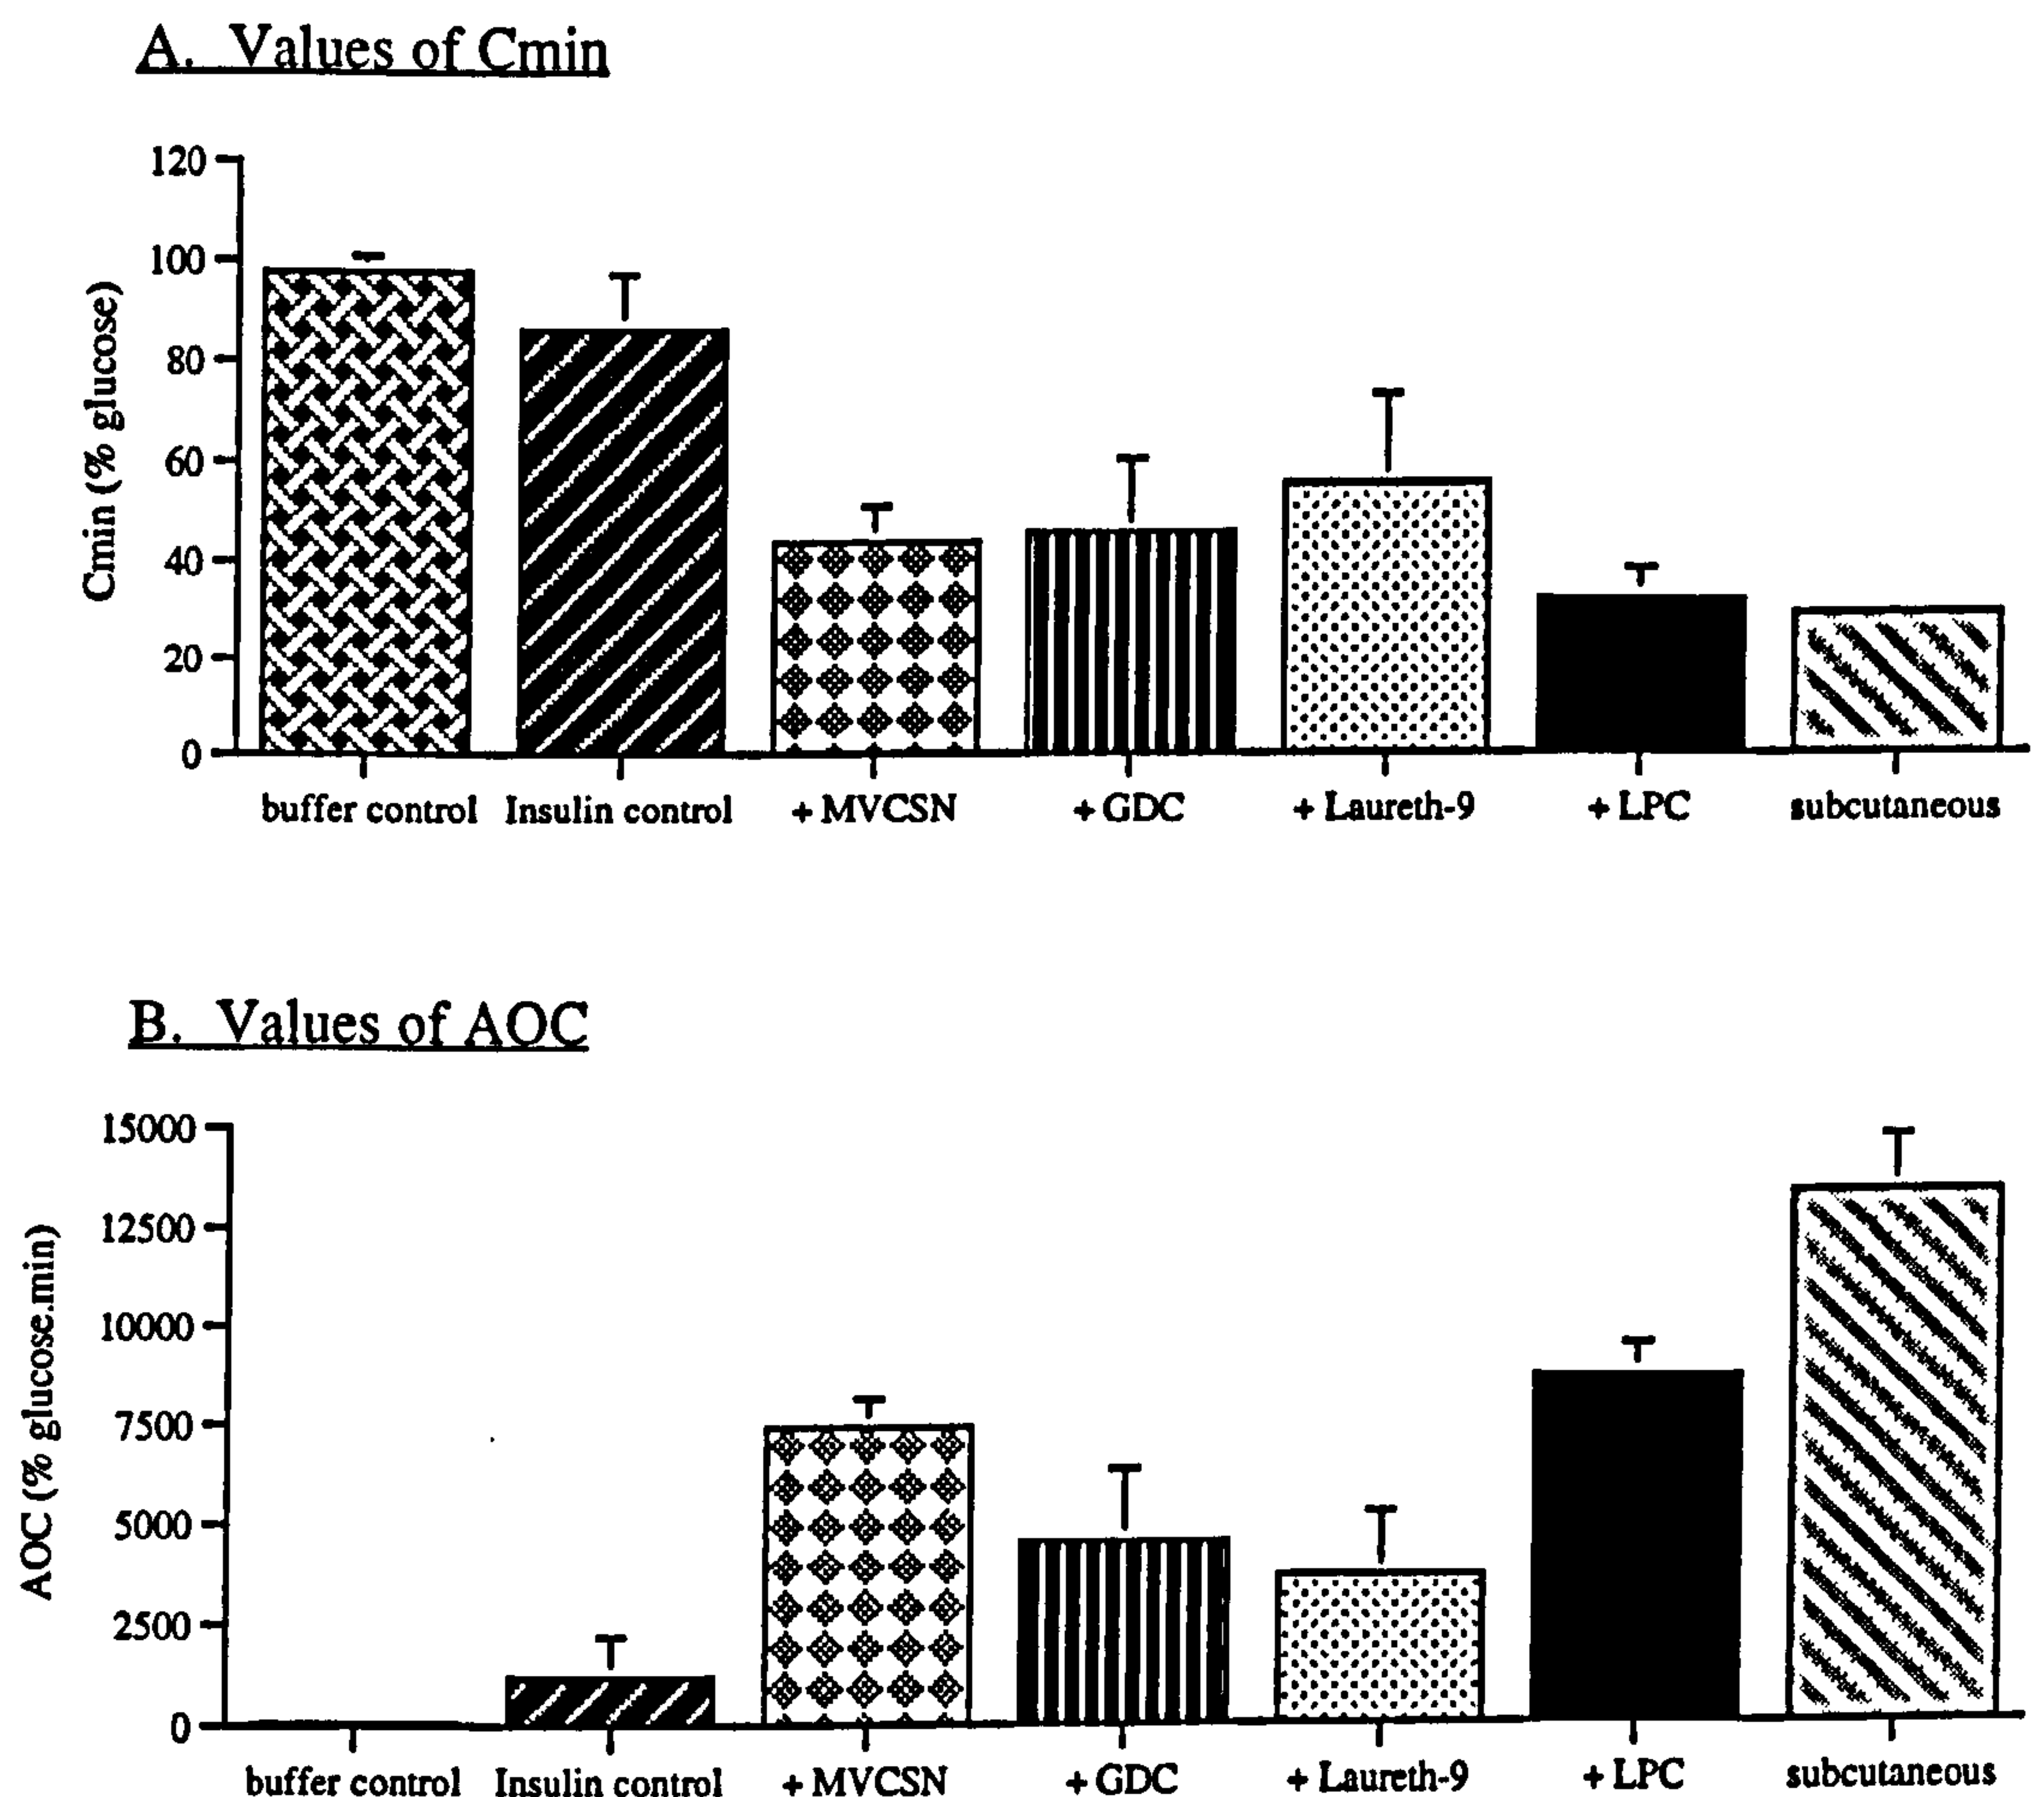 A. Values of Cmin
120
100
80
60
40
20
0
Cmin (% glucose)
buffer control Insulin control + MVCSN + GDC + Laureth-9 + LPC subcutaneous
B. Values of AOC
15000
12500
10000
7500
5000
2500
0
AOC (% glucose.min)
buffer control Insulin control + MVCSN + GDC + Laureth-9 + LPC subcutaneous